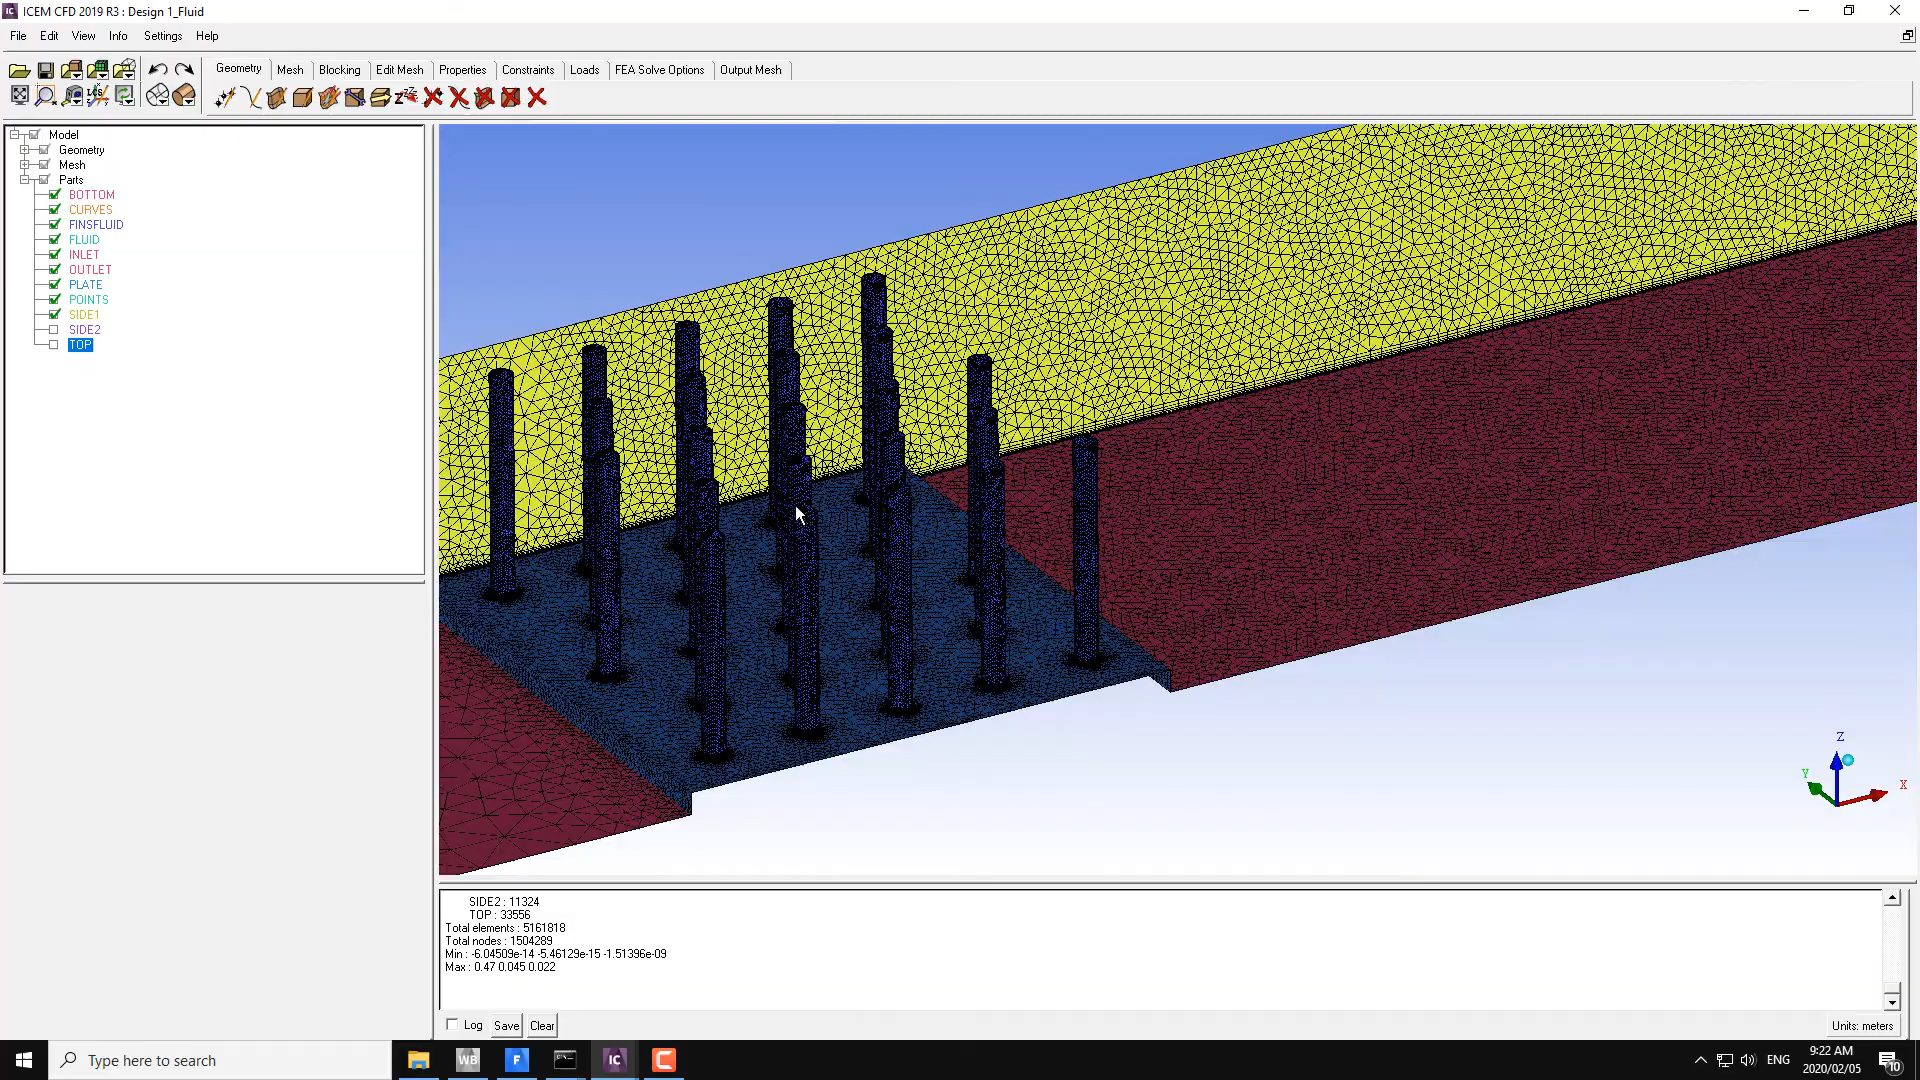 ICEM CFD 2019 R3 : Design 1_Fluid
File Edit View Info Settings Help
Geometry Mesh Blocking Edit Mesh Properties Constraints Loads FEA Solve Options Output Mesh
LCS
Model
Geometry
Mesh
Parts
BOTTOM
CURVES
FINSFLUID
FLUID
INLET
OUTLET
PLATE
POINTS
SIDE1
SIDE2
TOP
Z
Y
X
SIDE2 : 11324
TOP : 33556
Total elements : 5161818
Total nodes : 1504289
Min : -6.04509e-14 -5.46129e-15 -1.51396e-09
Max : 0.47 0.045 0.022
Log Save Clear
Units: meters
Type here to search
WB F IC C
ENG
9:22 AM
2020/02/05
10